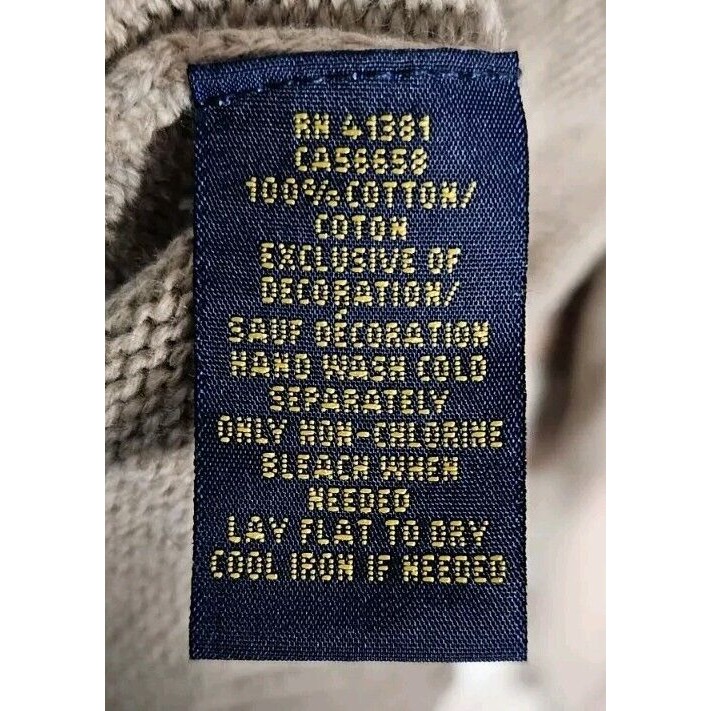 RN 41381
CA56658
100% COTTON/
COTON
EXCLUSIVE OF
DECORATION/
SAUF DÉCORATION
HAND WASH COLD
SEPARATELY
ONLY NON-CHLORINE
BLEACH WHEN
NEEDED
LAY FLAT TO DRY
COOL IRON IF NEEDED